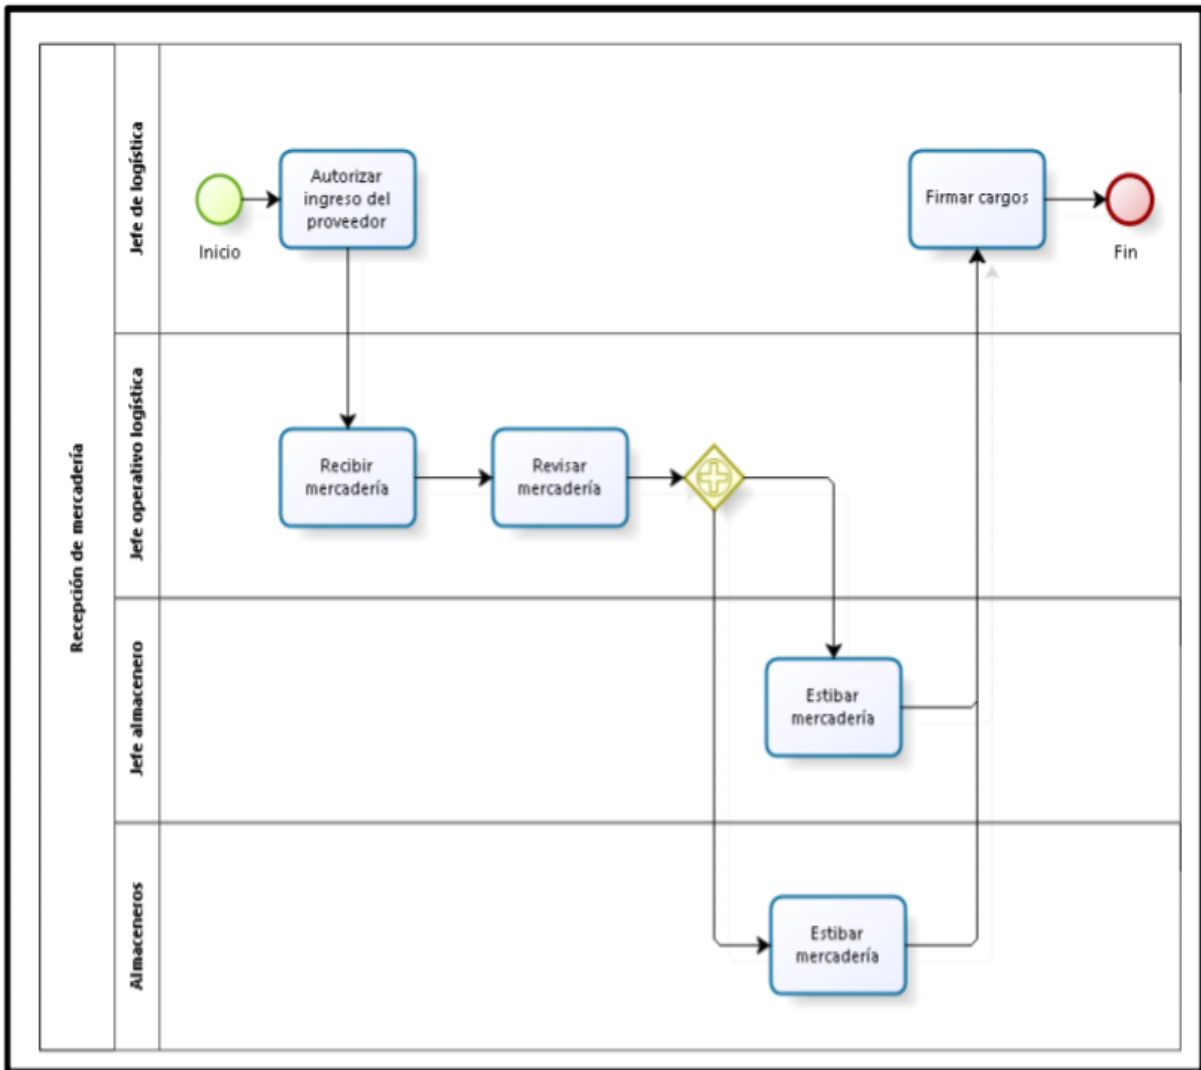 Recepción de mercadería
Jefe de logística
Inicio
Autorizar
ingreso del
proveedor
Firmar cargos
Fin
Jefe operativo logística
Recibir
mercadería
Revisar
mercadería
Jefe almacenero
Estibar
mercadería
Almaceneros
Estibar
mercadería